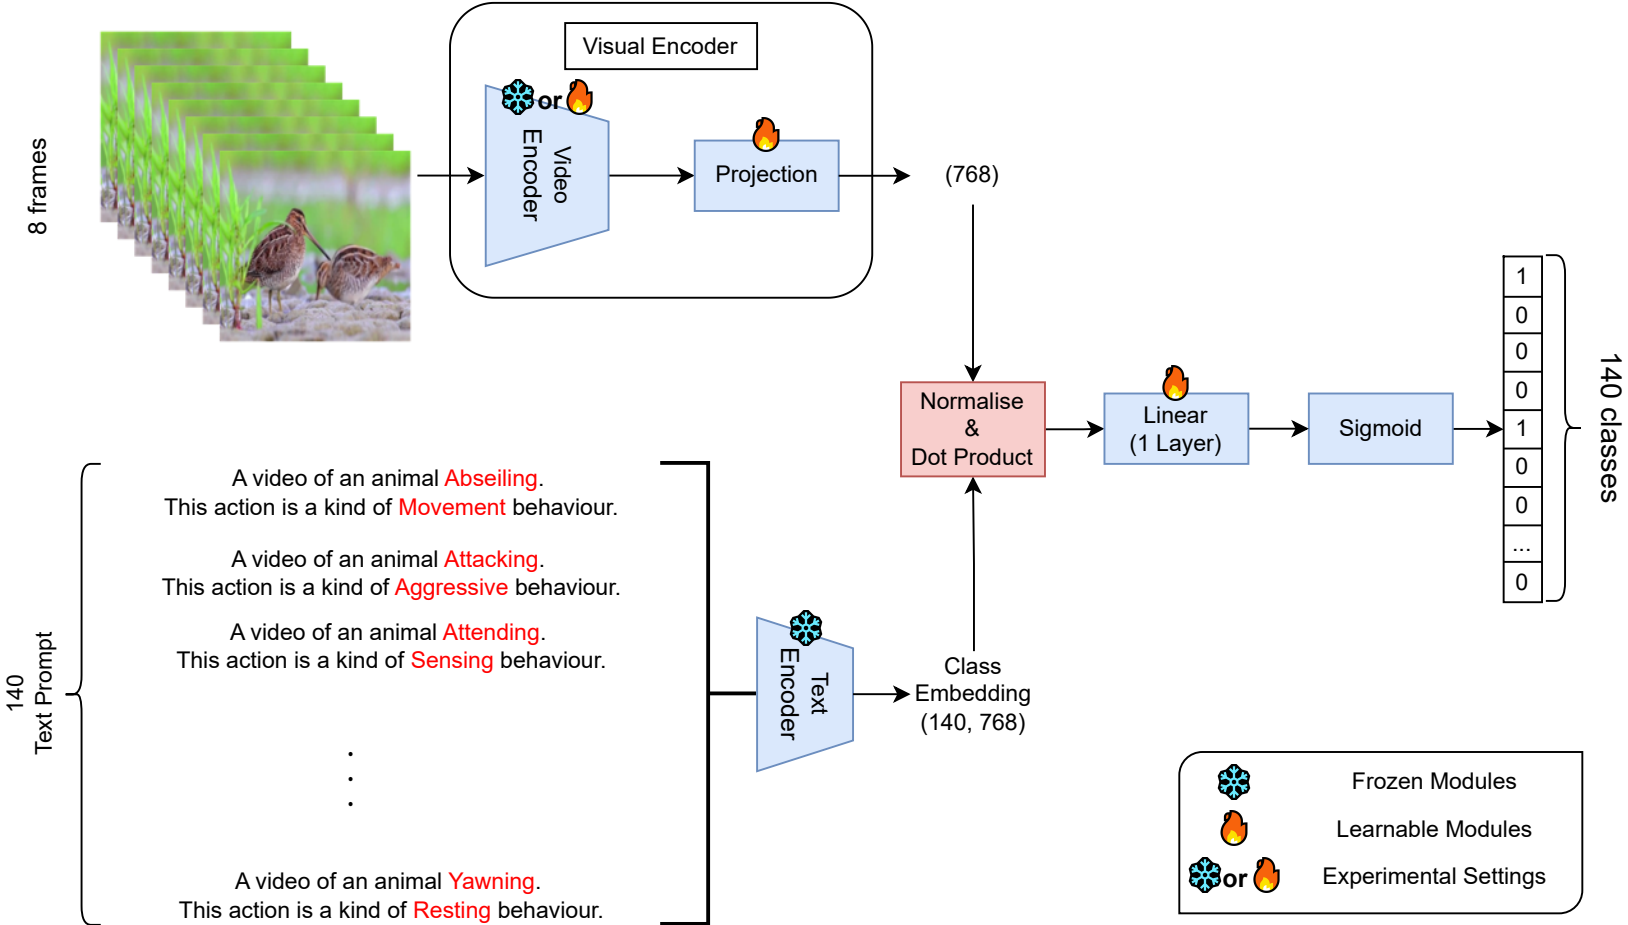 Visual Encoder
or
Video
Encoder
Projection
(768)
8 frames
Normalise
&
Dot Product
Linear
(1 Layer)
Sigmoid
1
0
0
0
1
0
0
...
0
140 classes
140
Text Prompt
A video of an animal Abseiling.
This action is a kind of Movement behaviour.
A video of an animal Attacking.
This action is a kind of Aggressive behaviour.
A video of an animal Attending.
This action is a kind of Sensing behaviour.
.
.
.
A video of an animal Yawning.
This action is a kind of Resting behaviour.
Text
Encoder
Class
Embedding
(140, 768)
Frozen Modules
Learnable Modules
or
Experimental Settings